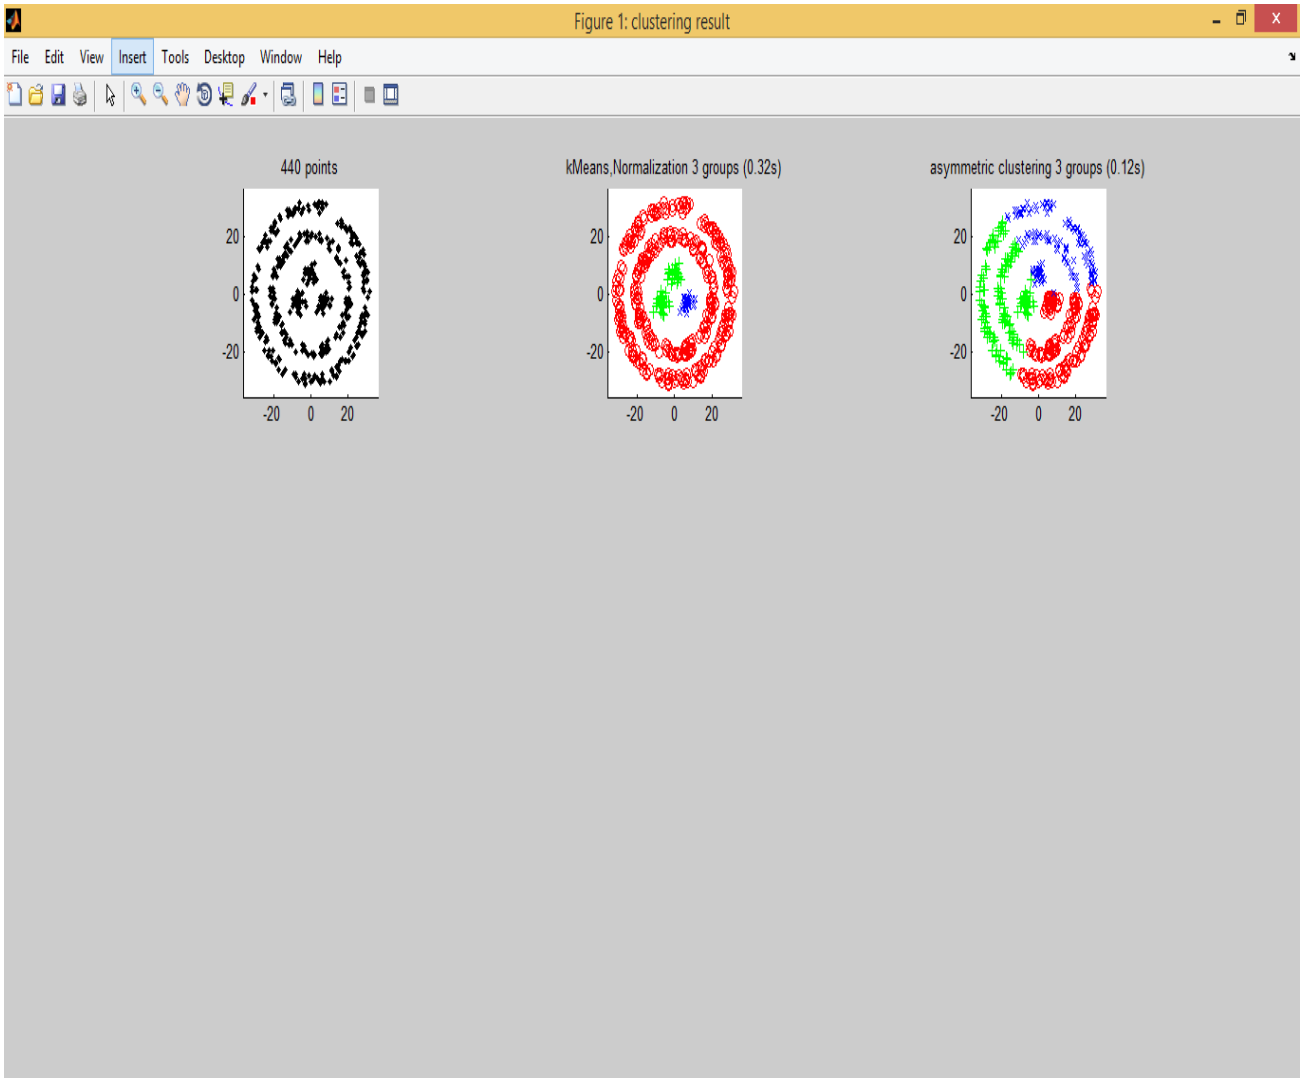 Figure 1: clustering result
File Edit View Insert Tools Desktop Window Help
440 points
20
0
-20
-20 0 20
kMeans,Normalization 3 groups (0.32s)
20
0
-20
-20 0 20
asymmetric clustering 3 groups (0.12s)
20
0
-20
-20 0 20